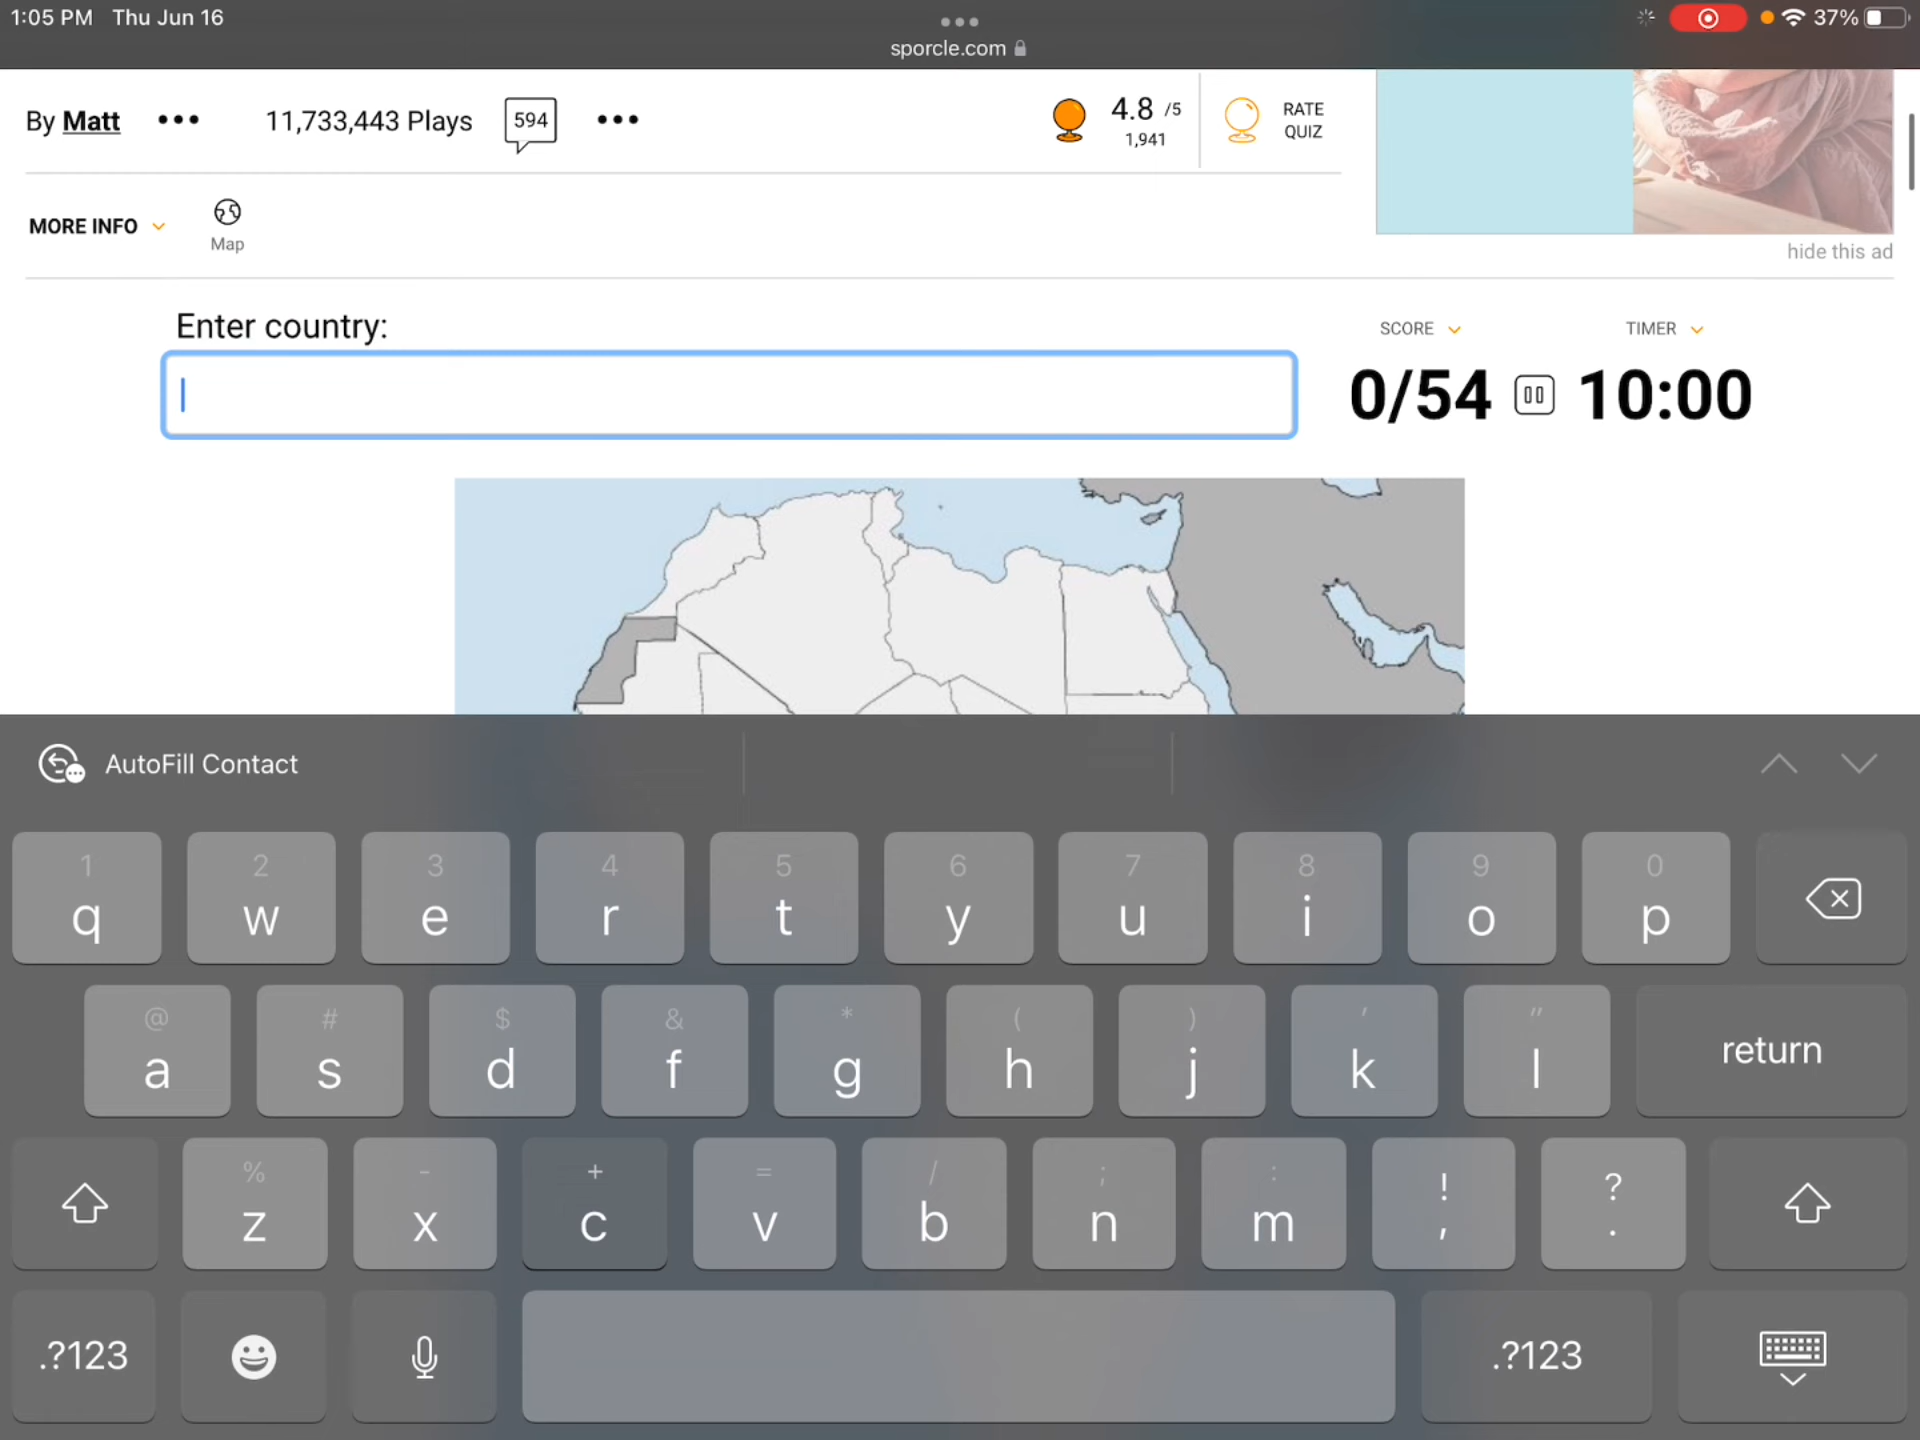 1:05 PM Thu Jun 16
37%
sporcle.com
By Matt
11,733,443 Plays
594
4.8 /5
1,941
RATE
QUIZ
MORE INFO
Map
hide this ad
Enter country:
SCORE
TIMER
0/54
10:00
AutoFill Contact
1 2 3 4 5 6 7 8 9 0
q w e r t y u i o p
@ # $ & * ( ) ' "
a s d f g h j k l
return
% - + = / ; : ! ?
z x c v b n m , .
.?123
.?123